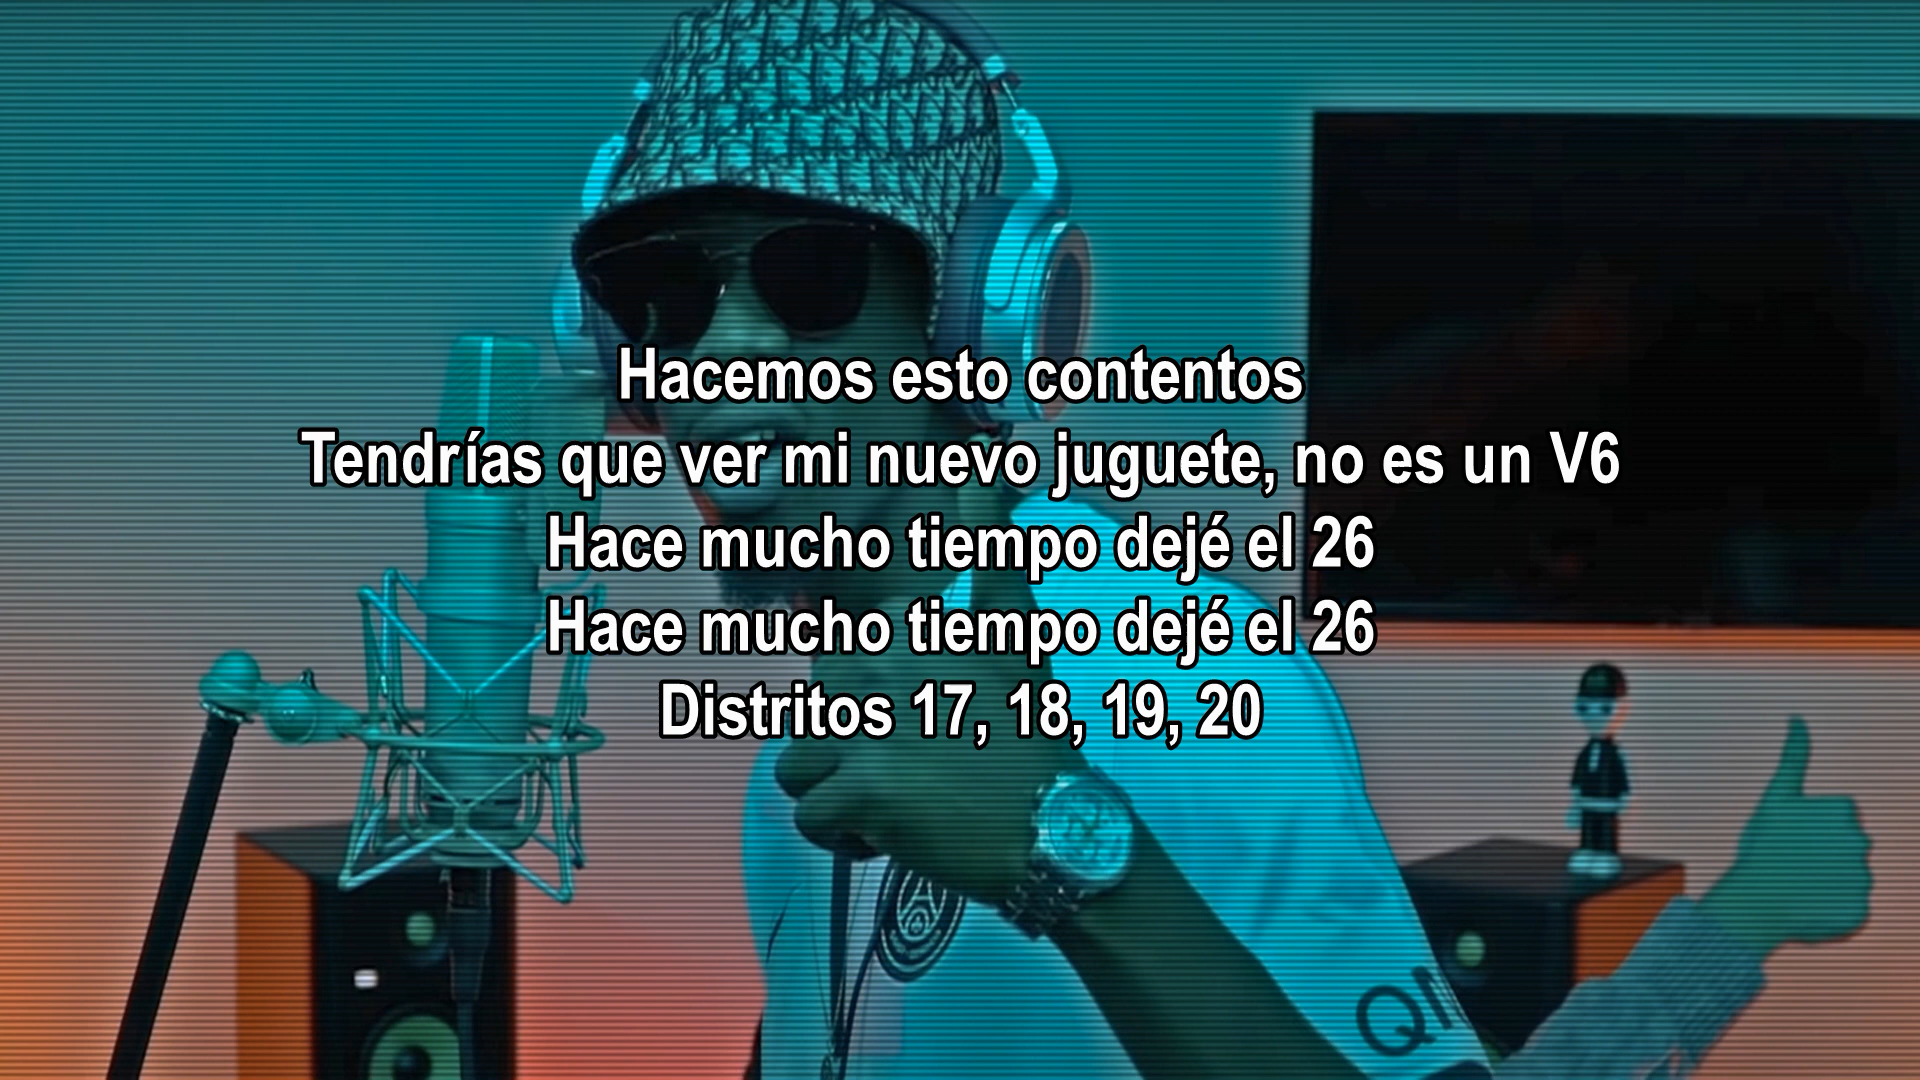 Hacemos esto contentos
Tendrías que ver mi nuevo juguete, no es un V6
Hace mucho tiempo dejé el 26
Hace mucho tiempo dejé el 26
Distritos 17, 18, 19, 20